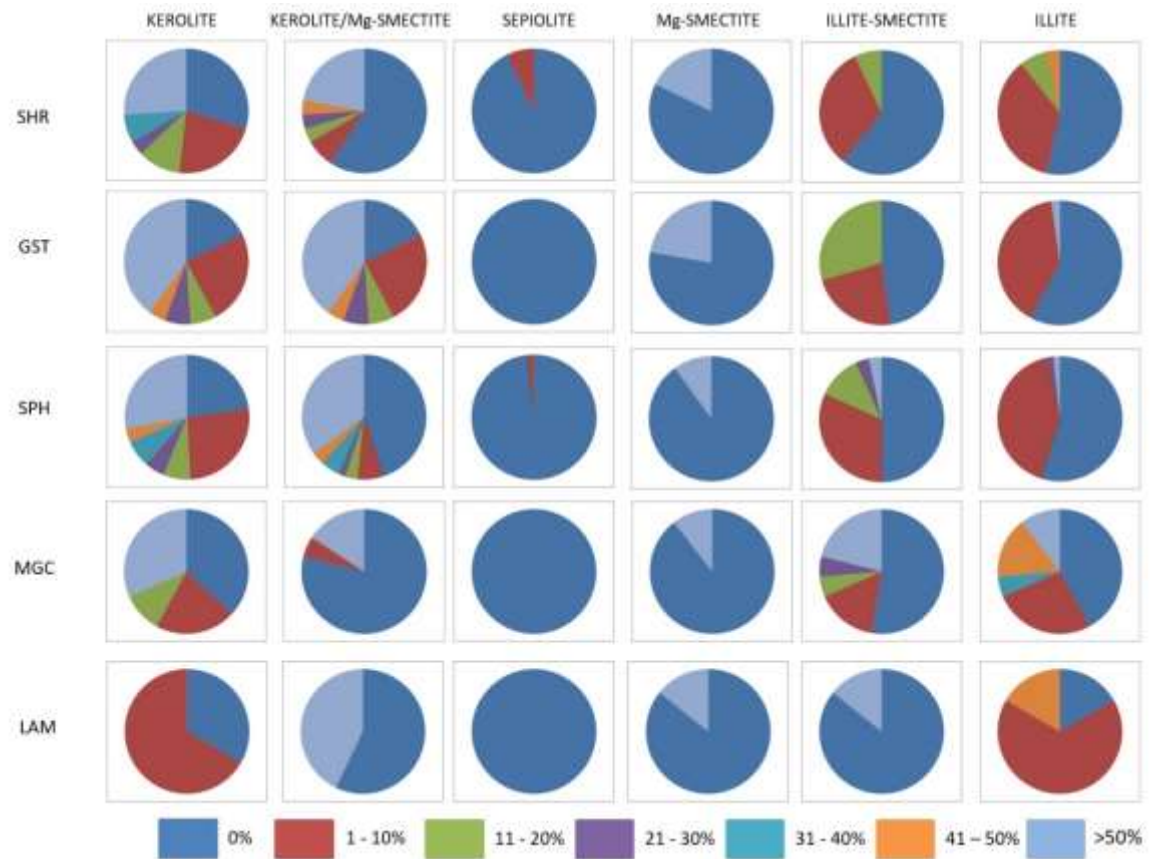 KEROLITE KEROLITE/Mg-SMECTITE SEPIOLITE Mg-SMECTITE ILLITE-SMECTITE ILLITE
SHR
GST
SPH
MGC
LAM
0% 1 - 10% 11 - 20% 21 - 30% 31 - 40% 41 – 50% >50%